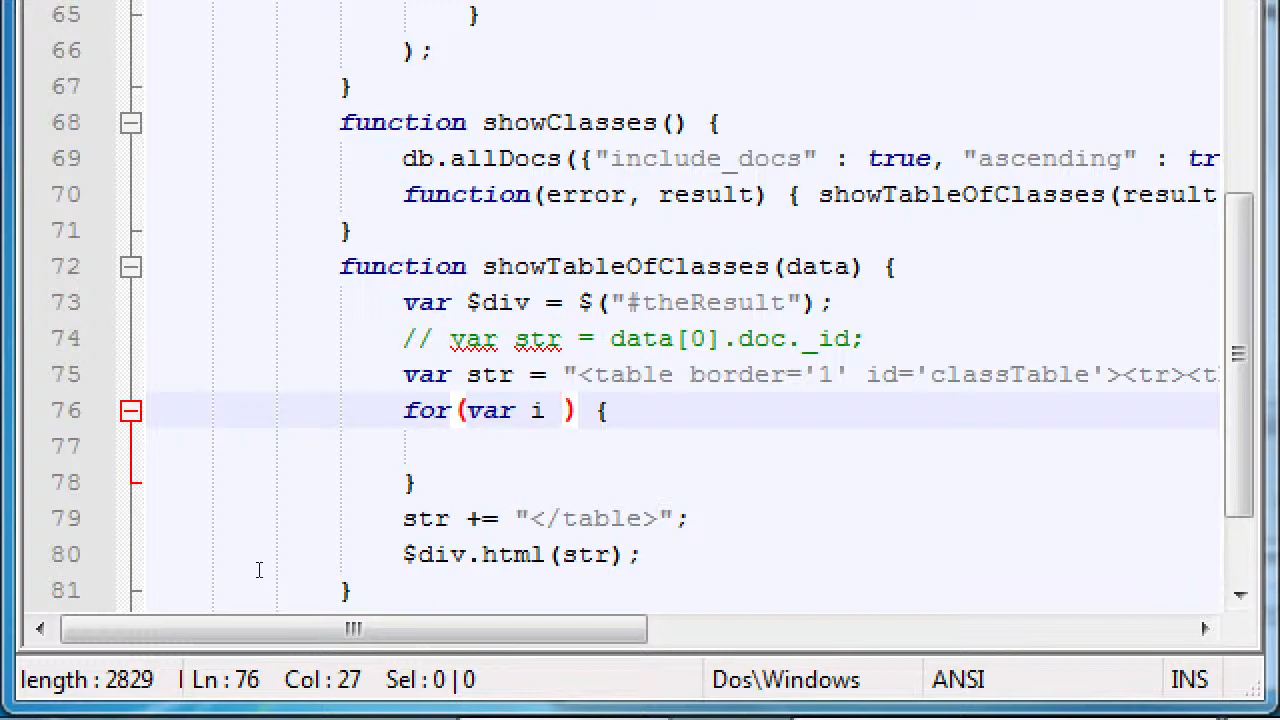 65 }
66 );
67 }
68 function showClasses() {
69 db.allDocs({"include_docs" : true, "ascending" : tr
70 function(error, result) { showTableOfClasses(result
71 }
72 function showTableOfClasses(data) {
73 var $div = $("#theResult");
74 // var str = data[0].doc._id;
75 var str = "<table border='1' id='classTable'><tr><t
76 for(var i ) {
77
78 }
79 str += "</table>";
80 $div.html(str);
81 }
length : 2829 l Ln : 76 Col : 27 Sel : 0 | 0 Dos\Windows ANSI INS